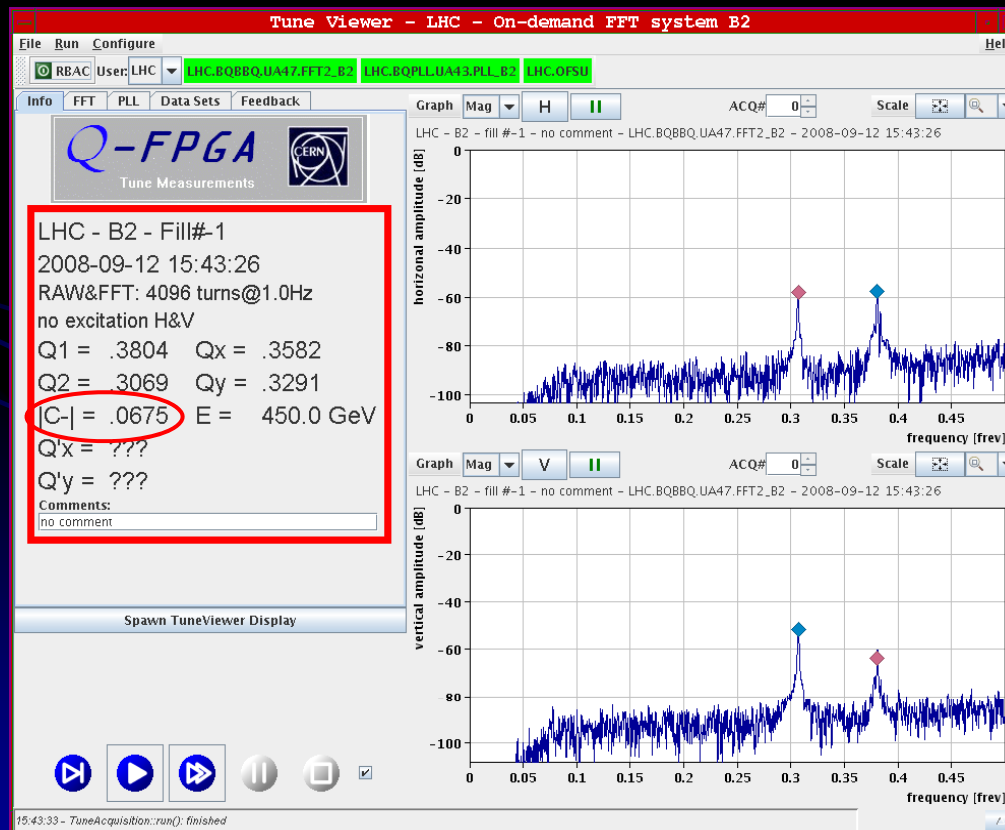 Tune Viewer - LHC - On-demand FFT system B2
File Run Configure
RBAC User: LHC LHC.BQBBQ.UA47.FFT2_B2 LHC.BQPLL.UA43.PLL_B2 LHC.OFSU
Info FFT PLL Data Sets Feedback
Q-FPGA CERN
Tune Measurements
LHC - B2 - Fill#-1
2008-09-12 15:43:26
RAW&FFT: 4096 turns@1.0Hz
no excitation H&V
Q1 = .3804 Qx = .3582
Q2 = .3069 Qy = .3291
|C-| = .0675 E = 450.0 GeV
Q'x = ???
Q'y = ???
Comments:
no comment
Spawn TuneViewer Display
15:43:33 - TuneAcquisition::run(): finished
Graph Mag H ACQ# 0 Scale
LHC - B2 - fill #-1 - no comment - LHC.BQBBQ.UA47.FFT2_B2 - 2008-09-12 15:43:26
horizonal amplitude [dB]
0
-20
-40
-60
-80
-100
0 0.05 0.1 0.15 0.2 0.25 0.3 0.35 0.4 0.45
frequency [frev]
Graph Mag V ACQ# 0 Scale
LHC - B2 - fill #-1 - no comment - LHC.BQBBQ.UA47.FFT2_B2 - 2008-09-12 15:43:26
vertical amplitude [dB]
0
-20
-40
-60
-80
-100
0 0.05 0.1 0.15 0.2 0.25 0.3 0.35 0.4 0.45
frequency [frev]